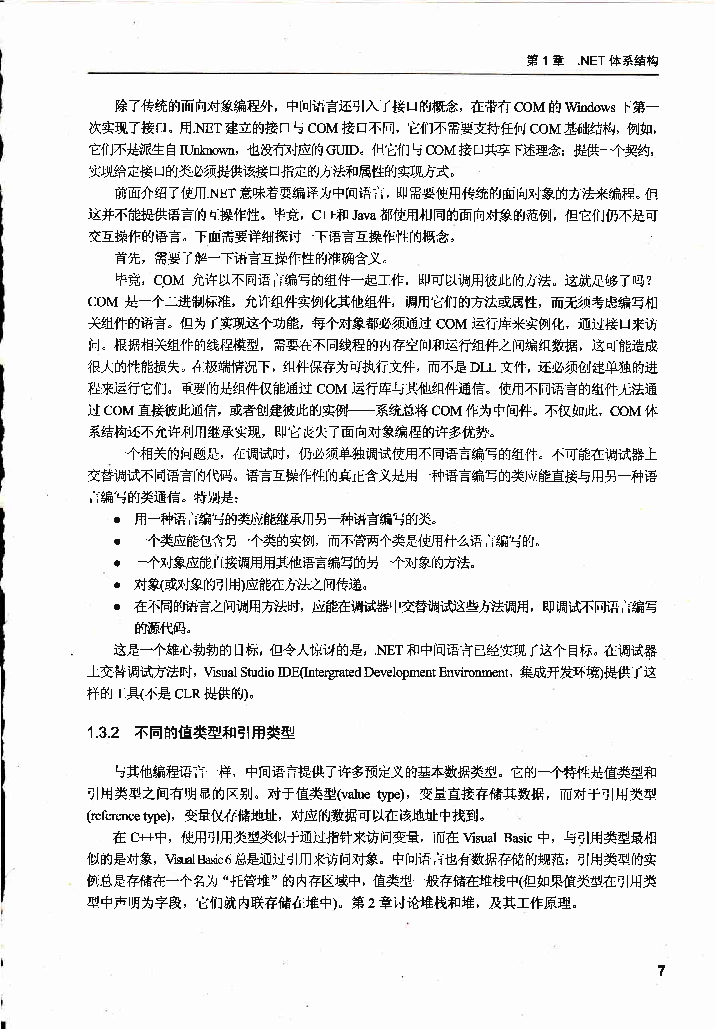 第 1 章 .NET 体系结构
除了传统的面向对象编程外，中间语言还引入了接口的概念，在带有 COM 的 Windows 下第一
次实现了接口。用.NET 建立的接口与 COM 接口不同，它们不需要支持任何 COM 基础结构，例如，
它们不是派生自 IUnknown，也没有对应的 GUID。但它们与 COM 接口共享下述理念：提供一个契约，
实现给定接口的类必须提供该接口指定的方法和属性的实现方式。
前面介绍了使用.NET 意味着要编译为中间语言，即需要使用传统的面向对象的方法来编程。但
这并不能提供语言的互操作性。毕竟，C++和 Java 都使用相同的面向对象的范例，但它们仍不是可
交互操作的语言。下面需要详细探讨一下语言互操作性的概念。
首先，需要了解一下语言互操作性的准确含义。
毕竟，COM 允许以不同语言编写的组件一起工作，即可以调用彼此的方法。这就足够了吗？
COM 是一个二进制标准，允许组件实例化其他组件，调用它们的方法或属性，而无须考虑编写相
关组件的语言。但为了实现这个功能，每个对象都必须通过 COM 运行库来实例化，通过接口来访
问。根据相关组件的线程模型，需要在不同线程的内存空间和运行组件之间编组数据，这可能造成
很大的性能损失。在极端情况下，组件保存为可执行文件，而不是 DLL 文件，还必须创建单独的进
程来运行它们。重要的是组件仅能通过 COM 运行库与其他组件通信。使用不同语言的组件无法通
过 COM 直接彼此通信，或者创建彼此的实例——系统总将 COM 作为中间件。不仅如此，COM 体
系结构还不允许利用继承实现，即它丧失了面向对象编程的许多优势。
一个相关的问题是，在调试时，仍必须单独调试使用不同语言编写的组件。不可能在调试器上
交替调试不同语言的代码。语言互操作性的真正含义是用一种语言编写的类应能直接与用另一种语
言编写的类通信。特别是：
● 用一种语言编写的类应能继承用另一种语言编写的类。
● 一个类应能包含另一个类的实例，而不管两个类是使用什么语言编写的。
● 一个对象应能直接调用用其他语言编写的另一个对象的方法。
● 对象(或对象的引用)应能在方法之间传递。
● 在不同的语言之间调用方法时，应能在调试器中交替调试这些方法调用，即调试不同语言编写
的源代码。
这是一个雄心勃勃的目标，但令人惊讶的是，.NET 和中间语言已经实现了这个目标。在调试器
上交替调试方法时，Visual Studio IDE(Intergrated Development Environment，集成开发环境)提供了这
样的工具(不是 CLR 提供的)。
1.3.2 不同的值类型和引用类型
与其他编程语言一样，中间语言提供了许多预定义的基本数据类型。它的一个特性是值类型和
引用类型之间有明显的区别。对于值类型(value type)，变量直接存储其数据，而对于引用类型
(reference type)，变量仅存储地址，对应的数据可以在该地址中找到。
在 C++中，使用引用类型类似于通过指针来访问变量，而在 Visual Basic 中，与引用类型最相
似的是对象，Visual Basic 6 总是通过引用来访问对象。中间语言也有数据存储的规范：引用类型的实
例总是存储在一个名为“托管堆”的内存区域中，值类型一般存储在堆栈中(但如果值类型在引用类
型中声明为字段，它们就内联存储在堆中)。第 2 章讨论堆栈和堆，及其工作原理。
7